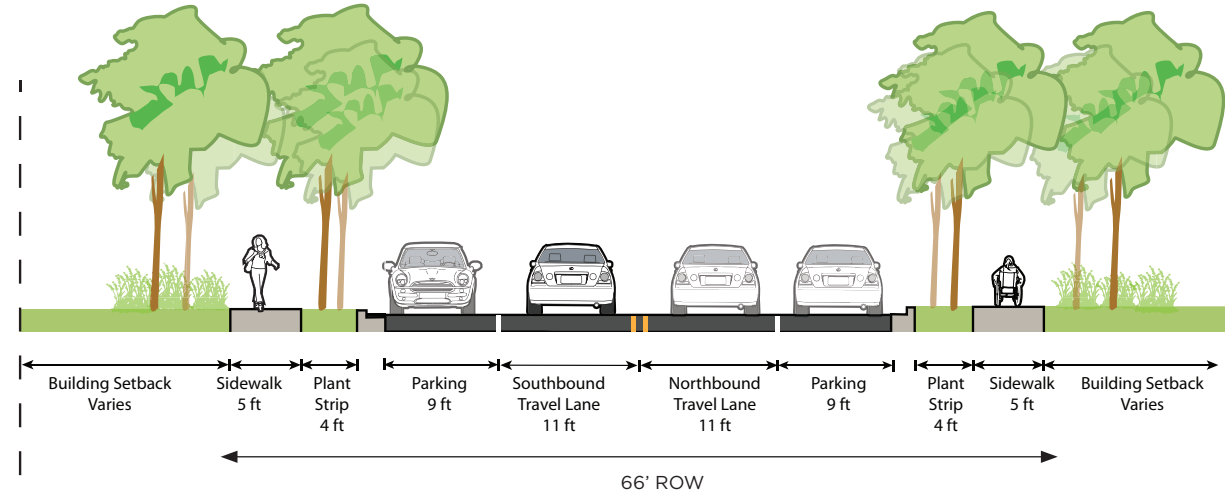 Building Setback
Varies
Sidewalk
5 ft
Plant
Strip
4 ft
Parking
9 ft
Southbound
Travel Lane
11 ft
Northbound
Travel Lane
11 ft
Parking
9 ft
Plant
Strip
4 ft
Sidewalk
5 ft
Building Setback
Varies
66' ROW